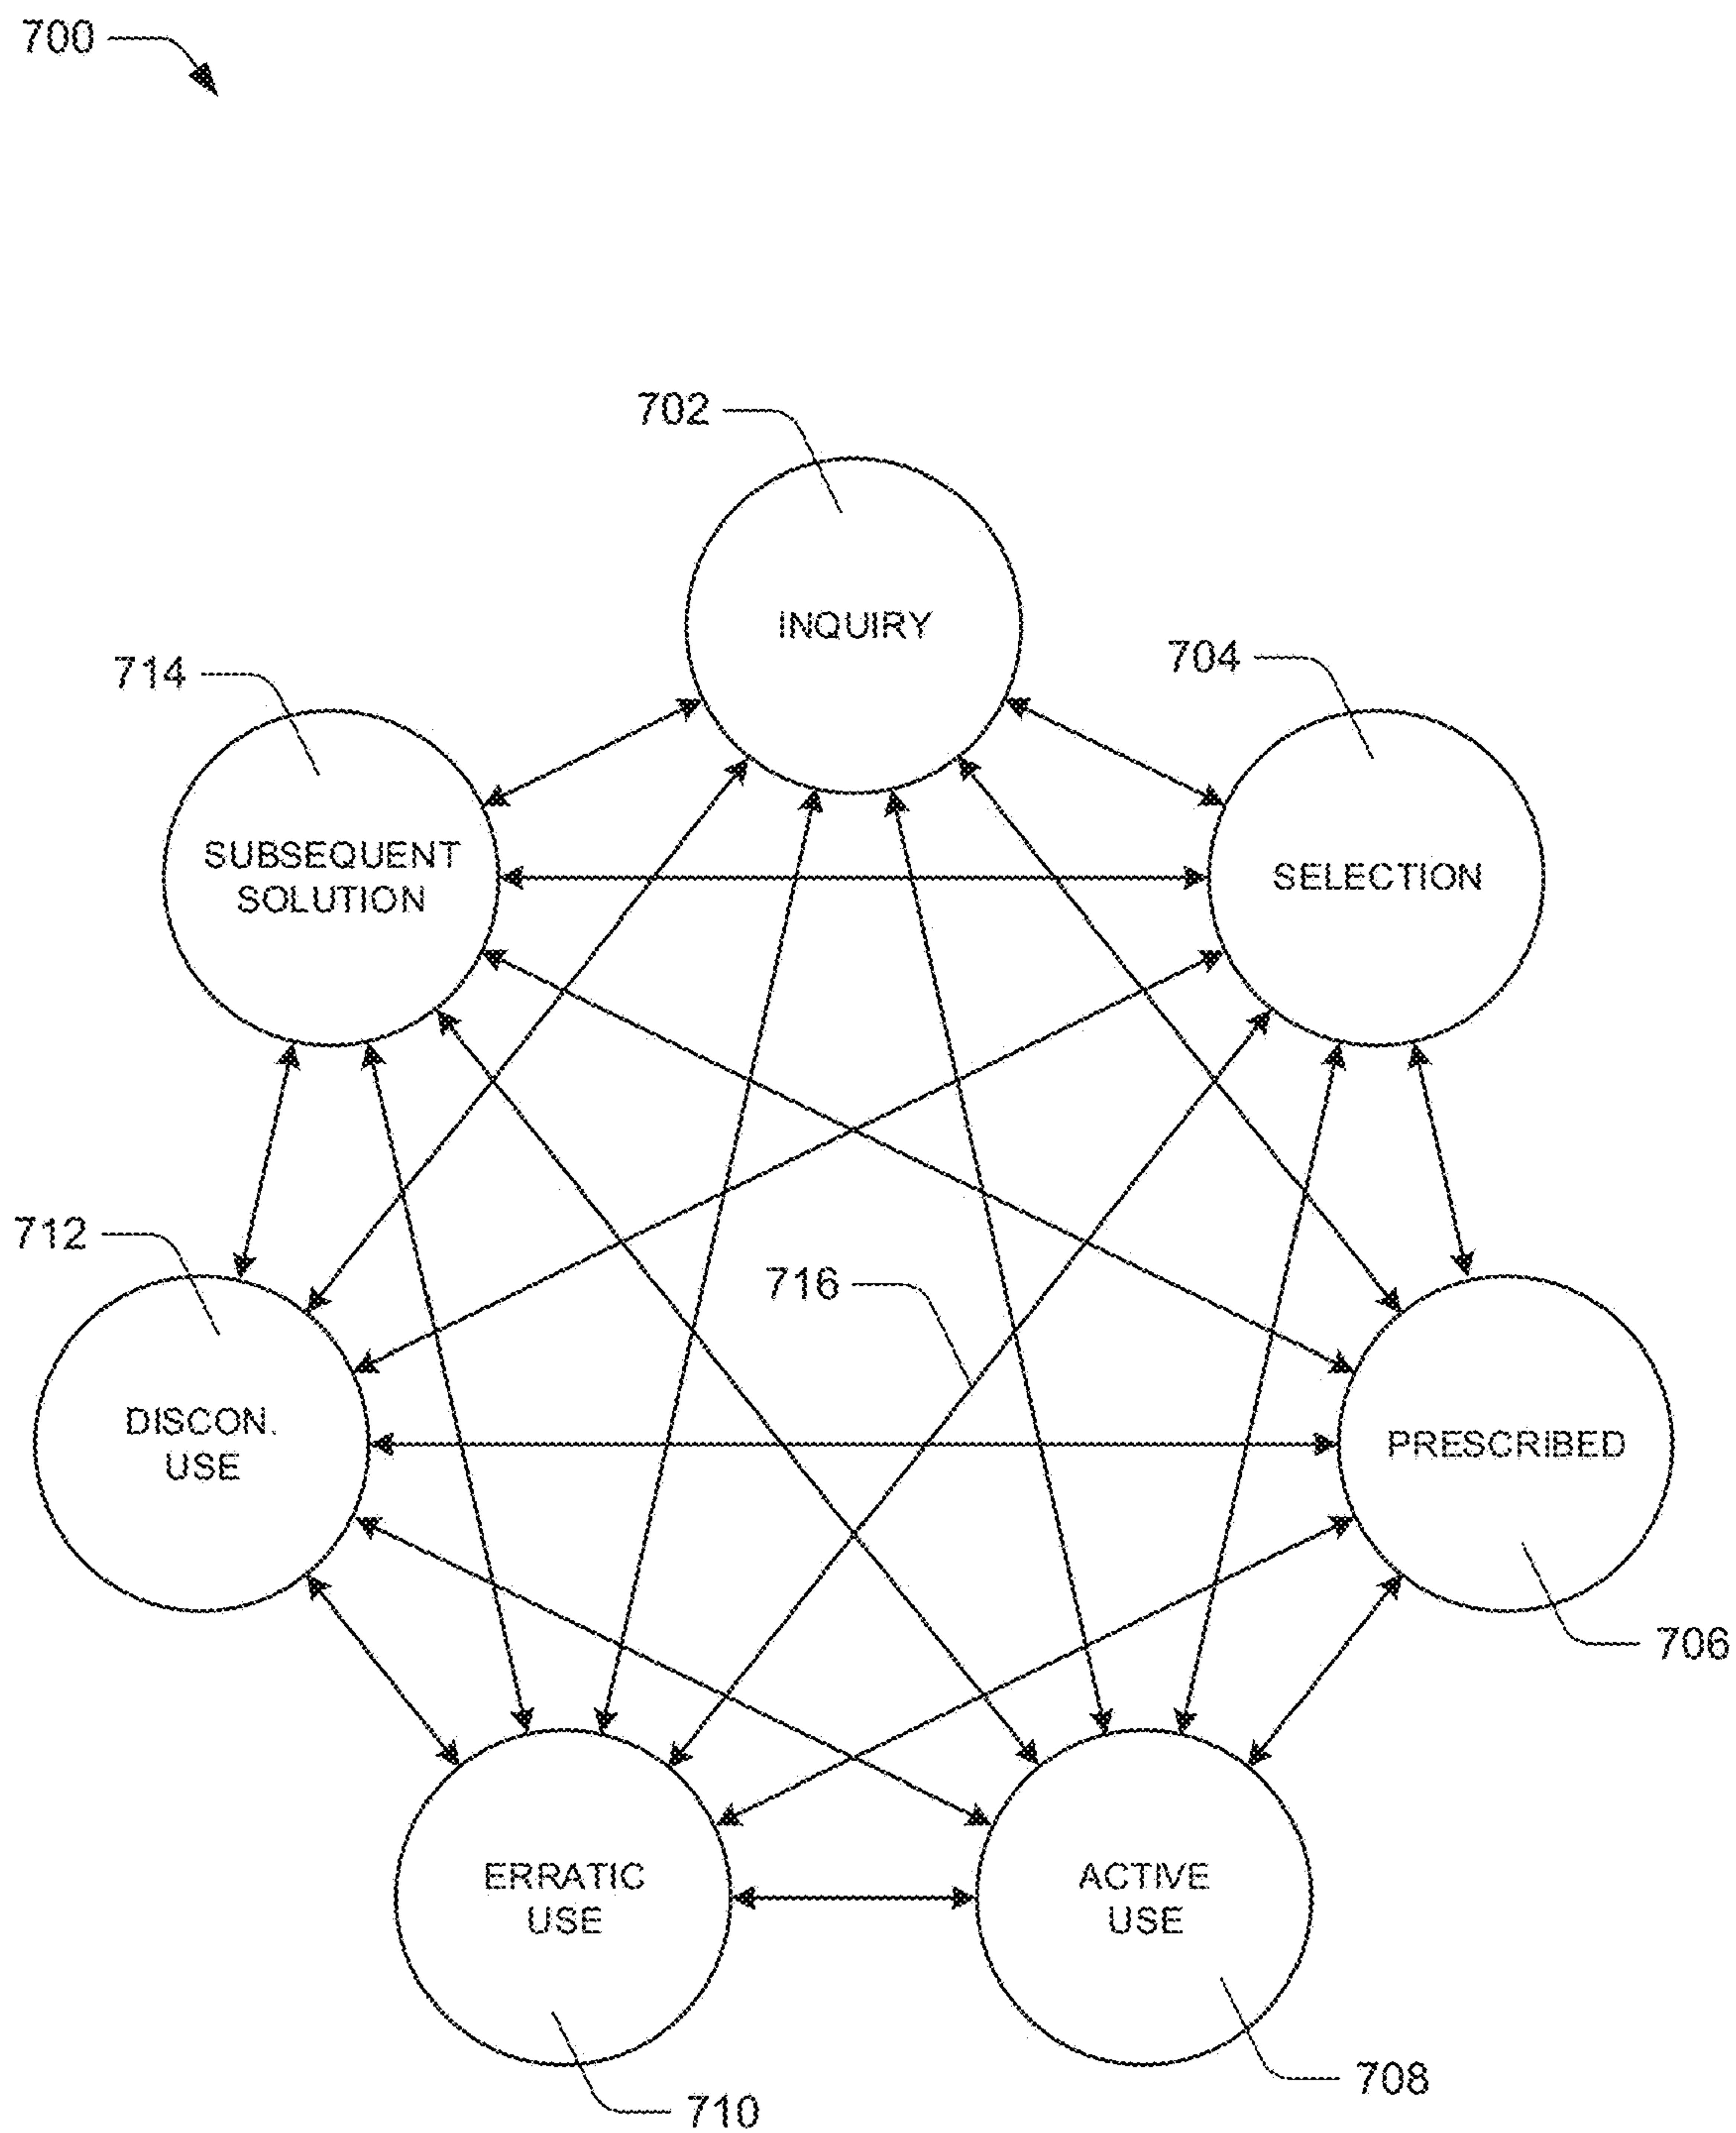 700
702
INQUIRY
704
714
SUBSEQUENT
SOLUTION
SELECTION
712
716
DISCON.
USE
PRESCRIBED
706
ERRATIC
USE
ACTIVE
USE
708
710